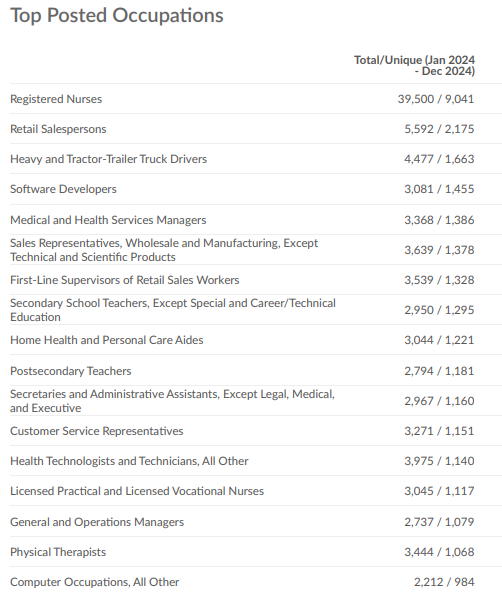 Top Posted Occupations
Total/Unique (Jan 2024
- Dec 2024)
Registered Nurses 39,500 / 9,041
Retail Salespersons 5,592 / 2,175
Heavy and Tractor-Trailer Truck Drivers 4,477 / 1,663
Software Developers 3,081 / 1,455
Medical and Health Services Managers 3,368 / 1,386
Sales Representatives, Wholesale and Manufacturing, Except
Technical and Scientific Products 3,639 / 1,378
First-Line Supervisors of Retail Sales Workers 3,539 / 1,328
Secondary School Teachers, Except Special and Career/Technical
Education 2,950 / 1,295
Home Health and Personal Care Aides 3,044 / 1,221
Postsecondary Teachers 2,794 / 1,181
Secretaries and Administrative Assistants, Except Legal, Medical,
and Executive 2,967 / 1,160
Customer Service Representatives 3,271 / 1,151
Health Technologists and Technicians, All Other 3,975 / 1,140
Licensed Practical and Licensed Vocational Nurses 3,045 / 1,117
General and Operations Managers 2,737 / 1,079
Physical Therapists 3,444 / 1,068
Computer Occupations, All Other 2,212 / 984